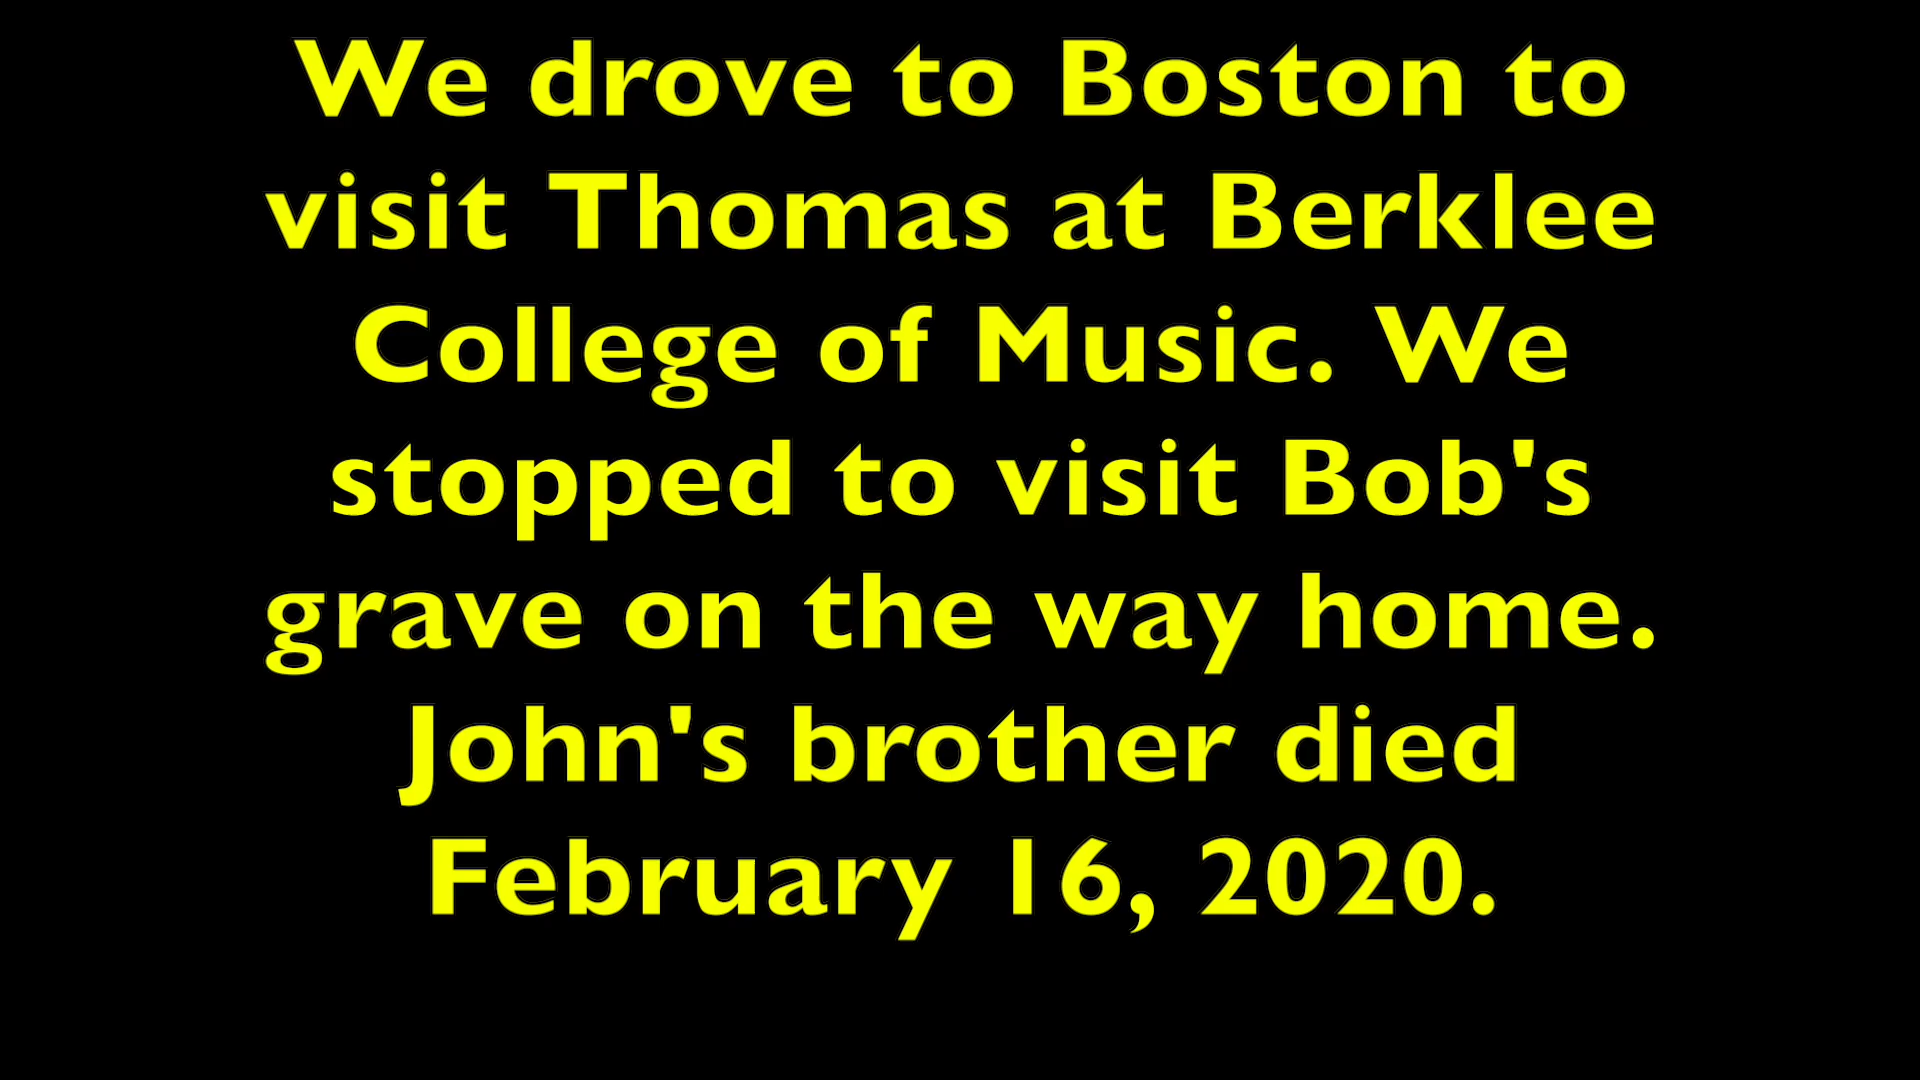 We drove to Boston to
visit Thomas at Berklee
College of Music. We
stopped to visit Bob's
grave on the way home.
John's brother died
February 16, 2020.